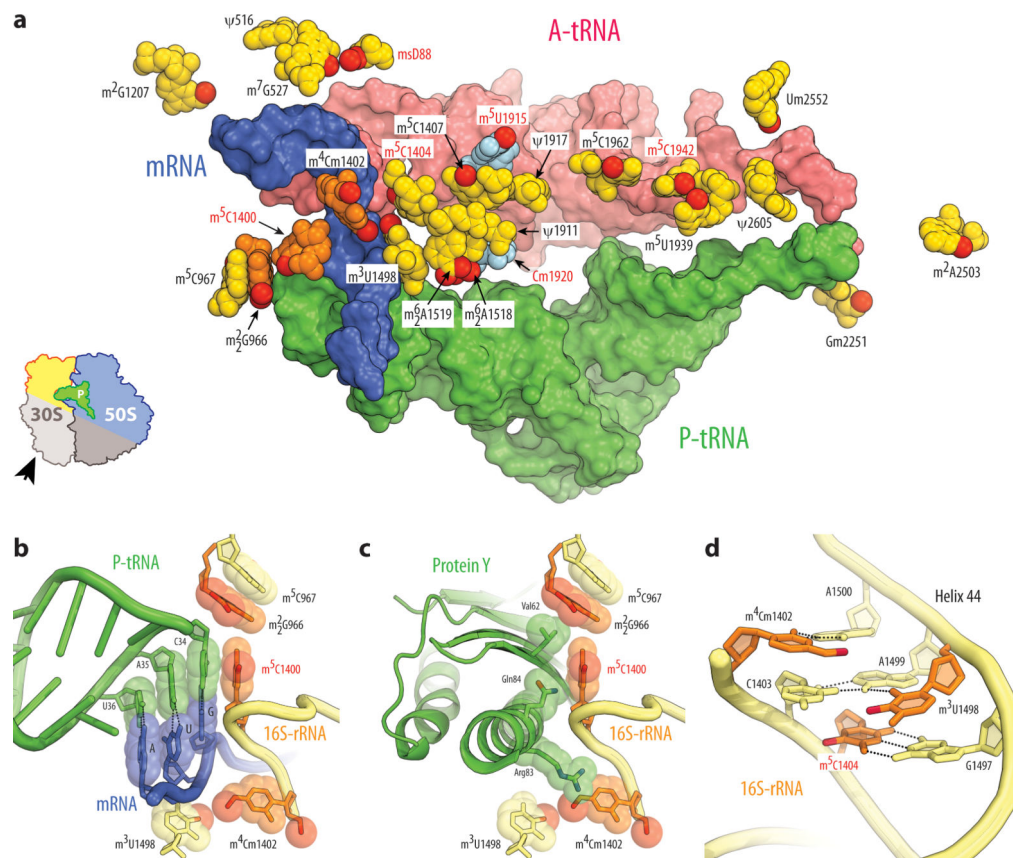 a
ψ516
A-tRNA
msD88
m²G1207
m⁷G527
Um2552
m⁵U1915
m⁵C1407
m⁵C1404
ψ1917
m⁵C1962
m⁵C1942
mRNA
m⁴Cm1402
m⁵C1400
ψ2605
ψ1911
m⁵U1939
m²A2503
m⁵C967
m³U1498
Cm1920
m⁶₂A1519
m⁶₂A1518
m²₂G966
Gm2251
P
30S
50S
P-tRNA
b
P-tRNA
C34
A35
U36
G
U
A
mRNA
m⁵C967
m²₂G966
m⁵C1400
16S-rRNA
m³U1498
m⁴Cm1402
c
Protein Y
Val62
Gln84
Arg83
m⁵C967
m²₂G966
m⁵C1400
16S-rRNA
m³U1498
m⁴Cm1402
d
A1500
Helix 44
m⁴Cm1402
A1499
C1403
m³U1498
m⁵C1404
G1497
16S-rRNA